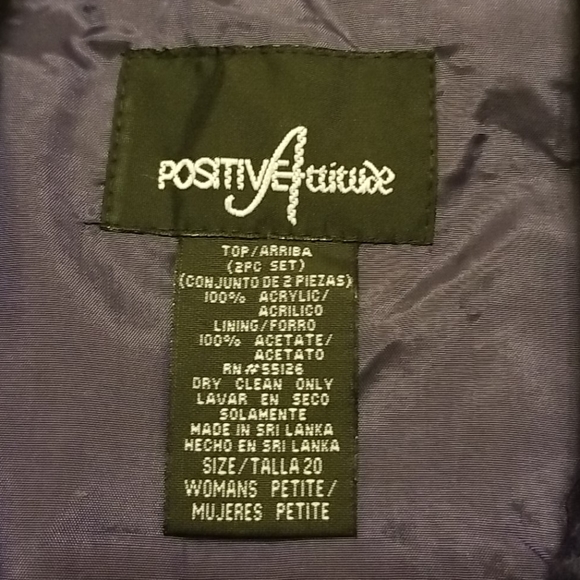 POSITIVE Attitude
TOP/ARRIBA
(2PC SET)
(CONJUNTO DE 2 PIEZAS)
100% ACRYLIC/
ACRILICO
LINING/FORRO
100% ACETATE/
ACETATO
RN#55126
DRY CLEAN ONLY
LAVAR EN SECO
SOLAMENTE
MADE IN SRI LANKA
HECHO EN SRI LANKA
SIZE/TALLA 20
WOMANS PETITE/
MUJERES PETITE